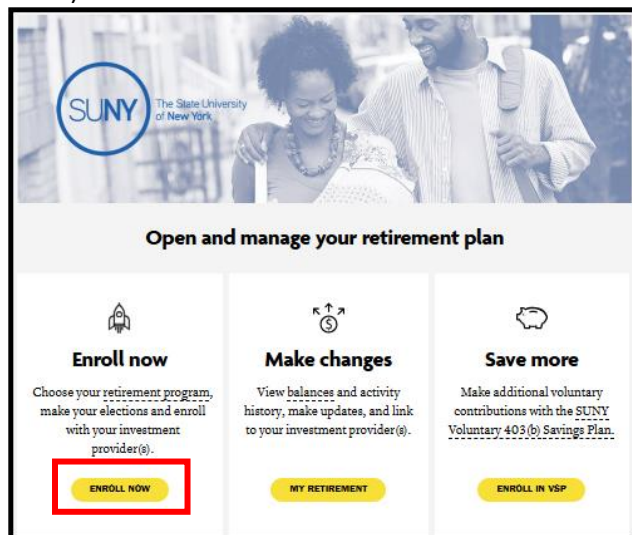 SUNY
The State University
of New York
Open and manage your retirement plan
Enroll now
Choose your retirement program,
make your elections and enroll
with your investment
provider(s).
ENROLL NOW
Make changes
View balances and activity
history, make updates, and link
to your investment provider(s).
MY RETIREMENT
Save more
Make additional voluntary
contributions with the SUNY
Voluntary 403(b) Savings Plan.
ENROLL IN VSP